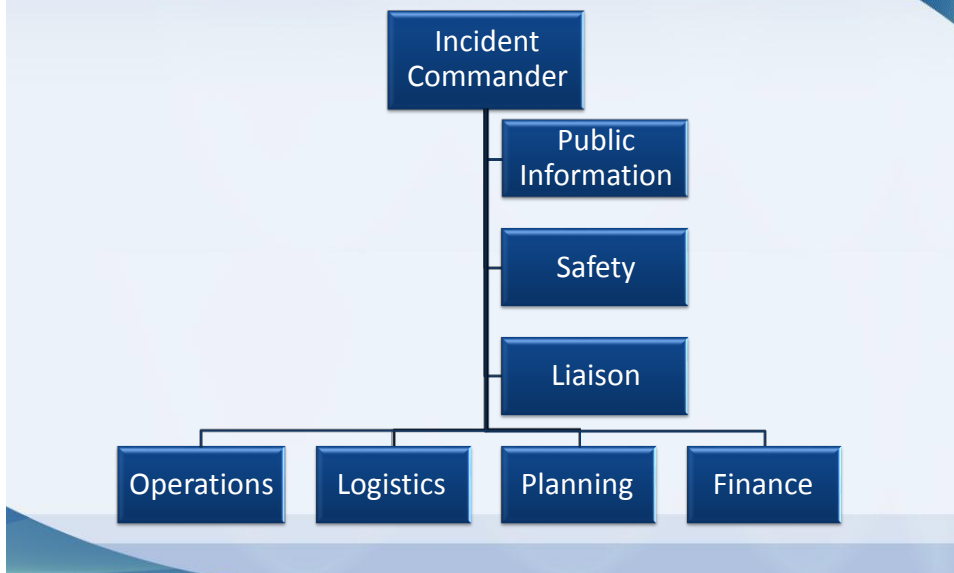 Incident
Commander
Public
Information
Safety
Liaison
Operations
Logistics
Planning
Finance